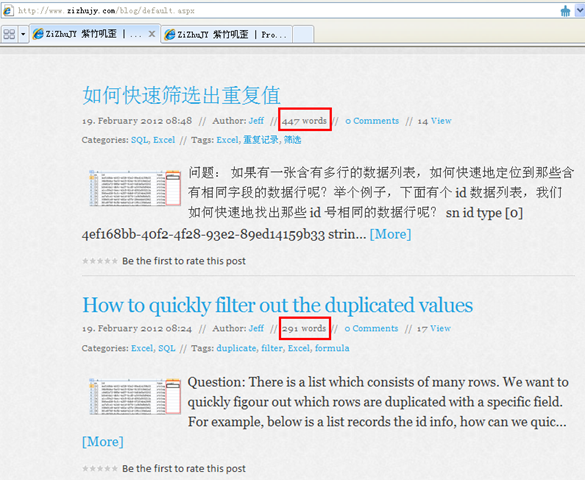 http://www.zizhujy.com/blog/default.aspx
ZiZhuJY 紫竹叽歪 | ...
ZiZhuJY 紫竹叽歪 | Pro...
如何快速筛选出重复值
19. February 2012 08:48 // Author: Jeff // 447 words // 0 Comments // 14 View
Categories: SQL, Excel // Tags: Excel, 重复记录, 筛选
问题： 如果有一张含有多行的数据列表，如何快速地定位到那些含
有相同字段的数据行呢？举个例子，下面有个 id 数据列表，我们
如何快速地找出那些 id 号相同的数据行呢？ sn id type [0]
4ef168bb-40f2-4f28-93e2-89ed14159b33 strin... [More]
Be the first to rate this post
How to quickly filter out the duplicated values
19. February 2012 08:24 // Author: Jeff // 291 words // 0 Comments // 17 View
Categories: Excel, SQL // Tags: duplicate, filter, Excel, formula
Question: There is a list which consists of many rows. We want to
quickly figour out which rows are duplicated with a specific field.
For example, below is a list records the id info, how can we quic...
[More]
Be the first to rate this post